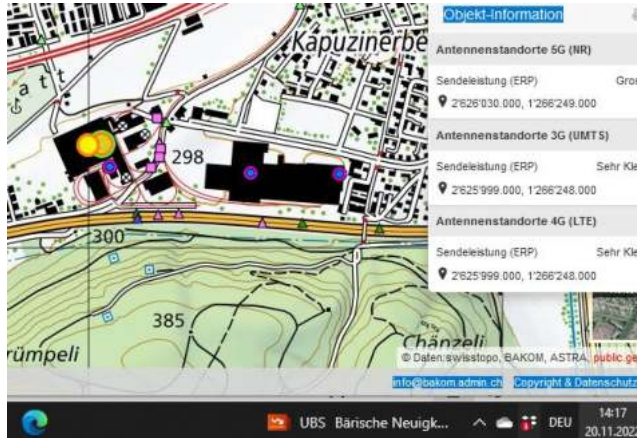 Objekt-Information
Antennenstandorte 5G (NR)
Sendeleistung (ERP) Gros
2'626'030.000, 1'266'249.000
Antennenstandorte 3G (UMTS)
Sendeleistung (ERP) Sehr Kle
2'625'999.000, 1'266'248.000
Antennenstandorte 4G (LTE)
Sendeleistung (ERP) Sehr Kle
2'625'999.000, 1'266'248.000
Kapuzinerbe
att
298
300
385
rümpeli
Chänzeli
© Daten:swisstopo, BAKOM, ASTRA, public.ge
info@bakom.admin.ch Copyright & Datenschutz
UBS Bärische Neuigk... DEU 14:17
20.11.202